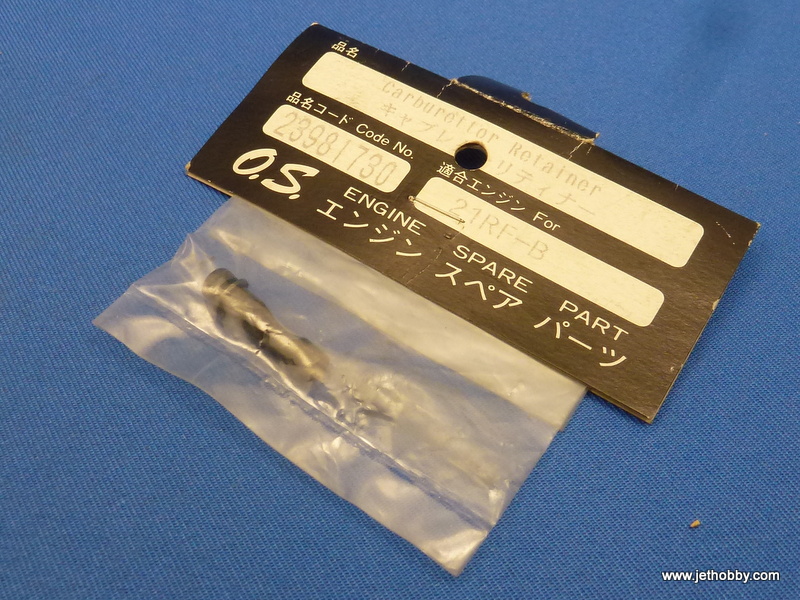 品名
Carburettor Retainer
キャブレ リティナー
品名コード Code No.
23981730
適合エンジン For
21RF-B
O.S. ENGINE SPARE PART
エンジン スペア パーツ
www.jethobby.com